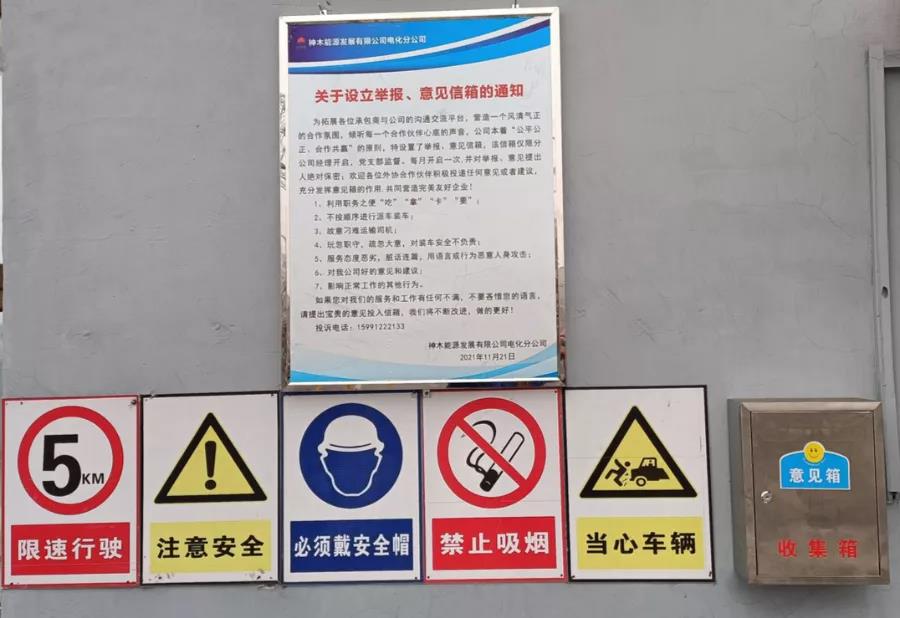 神木能源发展有限公司电化分公司
关于设立举报、意见信箱的通知
为拓展各位承包商与公司的沟通交流平台，营造一个风清气正
的合作氛围，倾听每一个合作伙伴心底的声音，公司本着“公平公
正、合作共赢”的原则，特设置了举报、意见信箱，该信箱仅限分
公司经理开启，党支部监督。每月开启一次，并对举报、意见提出
人绝对保密；欢迎各位外协合作伙伴积极投递任何意见或者建议，
充分发挥意见箱的作用，共同营造完美友好企业！
1、利用职务之便“吃”“拿”“卡”“要”；
2、不按顺序进行派车装车；
3、故意刁难运输司机；
4、玩忽职守，疏忽大意，对装车安全不负责；
5、服务态度恶劣，脏话连篇，用语言或行为恶意人身攻击；
6、对我公司好的意见和建议；
7、影响正常工作的其他行为。
如果您对我们的服务和工作有任何不满，不要吝惜您的语言，
请提出宝贵的意见投入信箱，我们将不断改进，做的更好！
投诉电话：15991222133
神木能源发展有限公司电化分公司
2021年11月21日
5KM
限速行驶
注意安全
必须戴安全帽
禁止吸烟
当心车辆
意见箱
收集箱